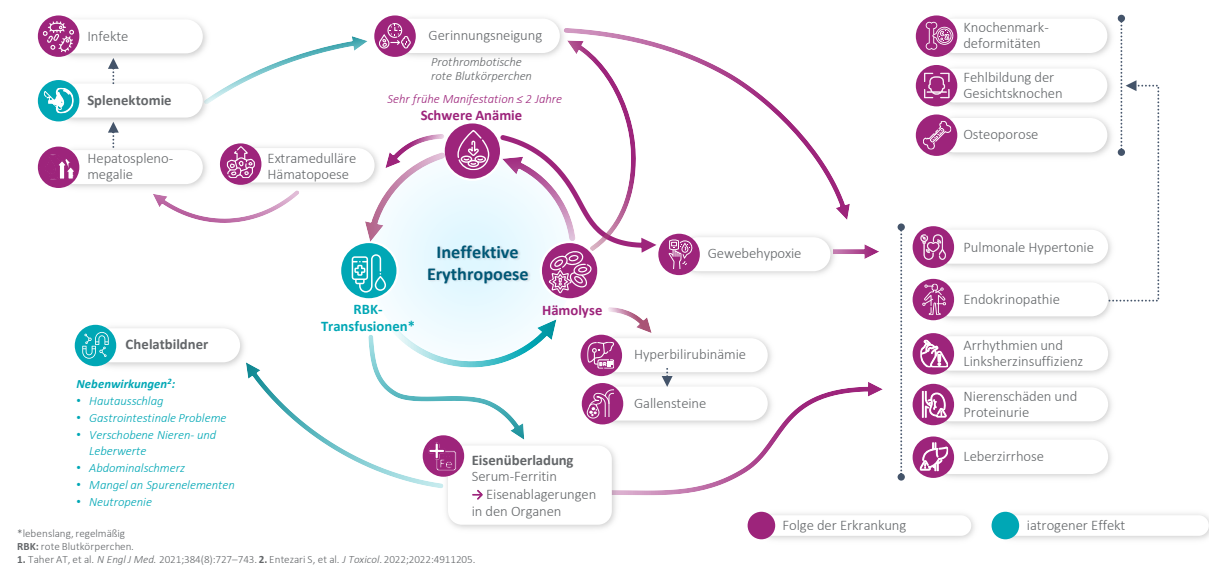 Infekte
Splenektomie
Hepatospleno-
megalie
Extramedulläre
Hämatopoese
Gerinnungsneigung
Prothrombotische
rote Blutkörperchen
Sehr frühe Manifestation ≤ 2 Jahre
Schwere Anämie
Ineffektive
Erythropoese
RBK-
Transfusionen*
Hämolyse
Gewebehypoxie
Hyperbilirubinämie
Gallensteine
Knochenmark-
deformitäten
Fehlbildung der
Gesichtsknochen
Osteoporose
Pulmonale Hypertonie
Endokrinopathie
Arrhythmien und
Linksherzinsuffizienz
Nierenschäden und
Proteinurie
Leberzirrhose
Chelatbildner
Nebenwirkungen²:
• Hautausschlag
• Gastrointestinale Probleme
• Verschobene Nieren- und
Leberwerte
• Abdominalschmerz
• Mangel an Spurenelementen
• Neutropenie
Fe
Eisenüberladung
Serum-Ferritin
→ Eisenablagerungen
in den Organen
Folge der Erkrankung
iatrogener Effekt
*lebenslang, regelmäßig
RBK: rote Blutkörperchen.
1. Taher AT, et al. N Engl J Med. 2021;384(8):727–743. 2. Entezari S, et al. J Toxicol. 2022;2022:4911205.